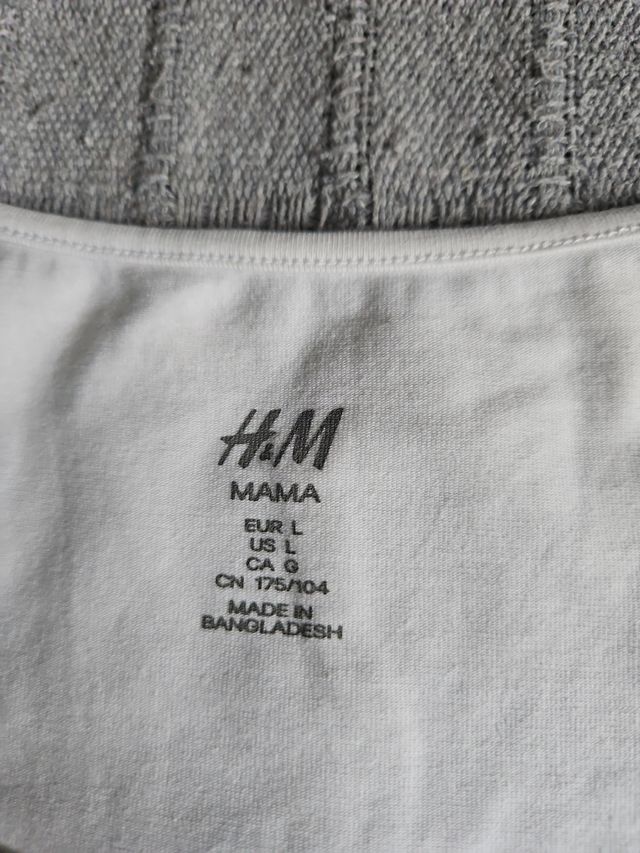 H&M
MAMA
EUR L
US L
CA G
CN 175/104
MADE IN
BANGLADESH